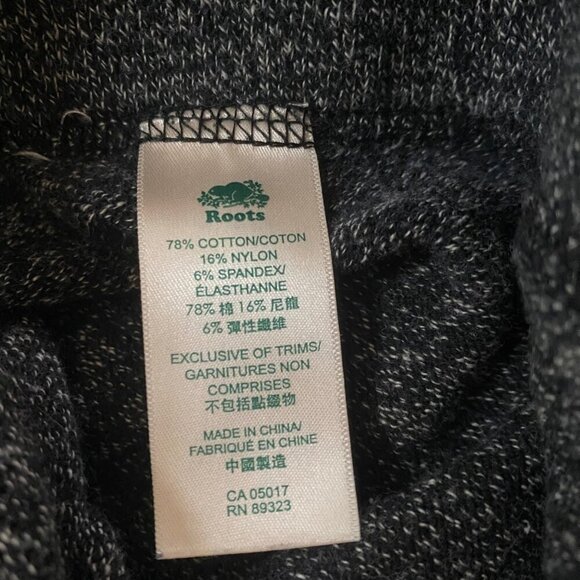 Roots
78% COTTON/COTON
16% NYLON
6% SPANDEX/
ÉLASTHANNE
78% 棉 16% 尼龍
6% 彈性纖維
EXCLUSIVE OF TRIMS/
GARNITURES NON
COMPRISES
不包括點綴物
MADE IN CHINA/
FABRIQUÉ EN CHINE
中國製造
CA 05017
RN 89323